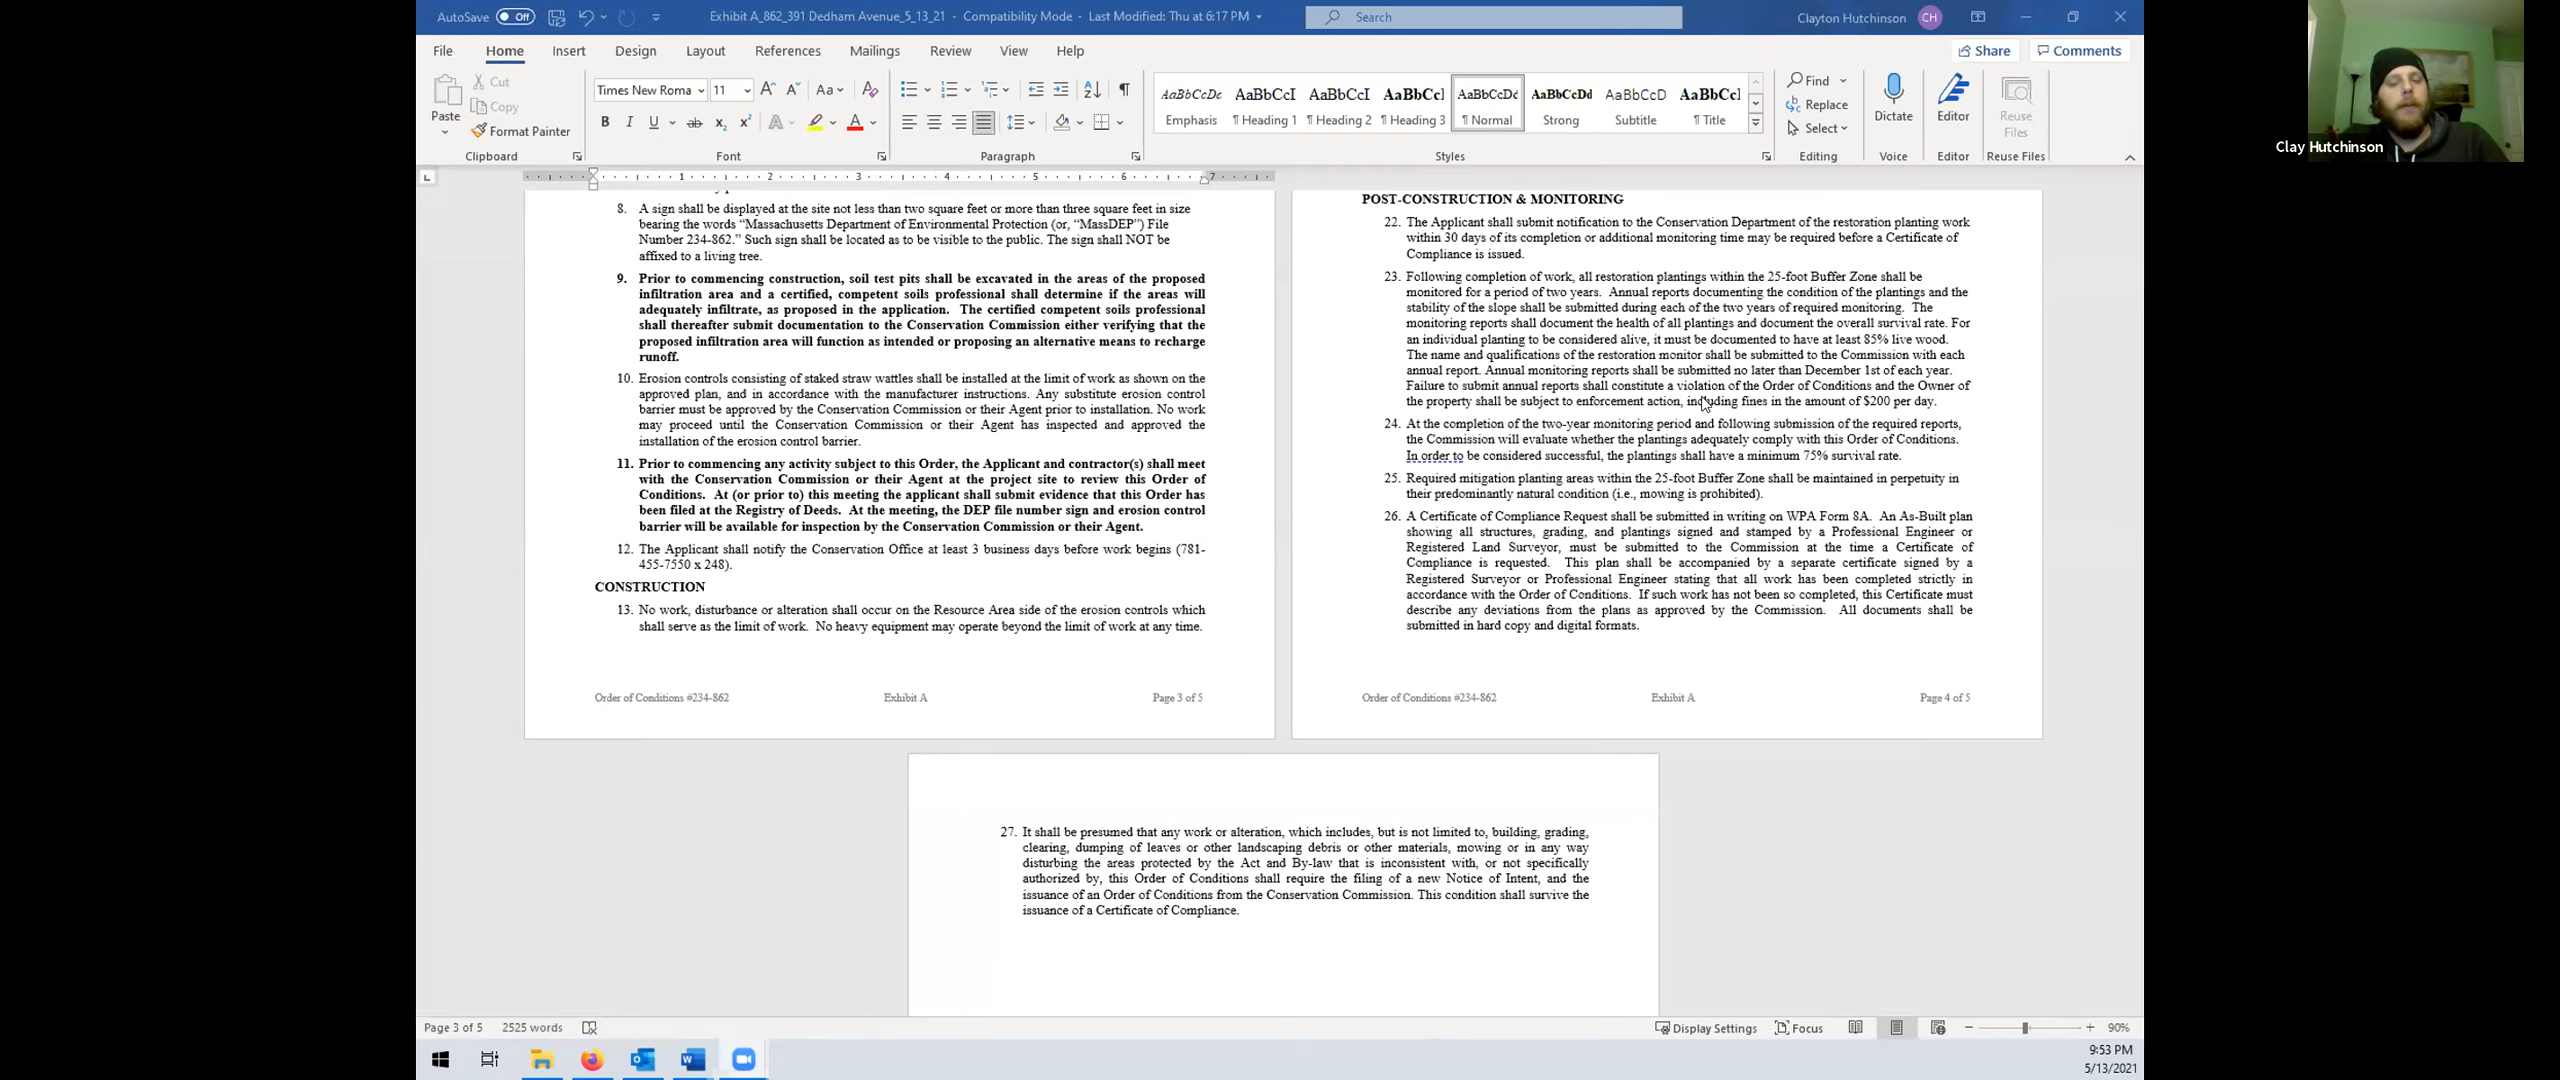 AutoSave Off Exhibit A_862_391 Dedham Avenue_5_13_21 - Compatibility Mode - Last Modified: Thu at 6:17 PM Search Clayton Hutchinson CH
File Home Insert Design Layout References Mailings Review View Help Share Comments
Paste
Cut
Copy
Format Painter
Clipboard
Times New Roma 11
Font
Paragraph
AaBbCcDc AaBbCcI AaBbCcI AaBbCcI AaBbCcDc AaBbCcDd AaBbCcD AaBbCcI
Emphasis ¶ Heading 1 ¶ Heading 2 ¶ Heading 3 ¶ Normal Strong Subtitle ¶ Title
Styles
Find
Replace
Select
Editing
Dictate
Voice
Editor
Editor
Reuse Files
Reuse Files
Clay Hutchinson
1 2 3 4 5 6 7
8. A sign shall be displayed at the site not less than two square feet or more than three square feet in size
bearing the words “Massachusetts Department of Environmental Protection (or, “MassDEP”) File
Number 234-862.” Such sign shall be located as to be visible to the public. The sign shall NOT be
affixed to a living tree.
9. Prior to commencing construction, soil test pits shall be excavated in the areas of the proposed
infiltration area and a certified, competent soils professional shall determine if the areas will
adequately infiltrate, as proposed in the application. The certified competent soils professional
shall thereafter submit documentation to the Conservation Commission either verifying that the
proposed infiltration area will function as intended or proposing an alternative means to recharge
runoff.
10. Erosion controls consisting of staked straw wattles shall be installed at the limit of work as shown on the
approved plan, and in accordance with the manufacturer instructions. Any substitute erosion control
barrier must be approved by the Conservation Commission or their Agent prior to installation. No work
may proceed until the Conservation Commission or their Agent has inspected and approved the
installation of the erosion control barrier.
11. Prior to commencing any activity subject to this Order, the Applicant and contractor(s) shall meet
with the Conservation Commission or their Agent at the project site to review this Order of
Conditions. At (or prior to) this meeting the applicant shall submit evidence that this Order has
been filed at the Registry of Deeds. At the meeting, the DEP file number sign and erosion control
barrier will be available for inspection by the Conservation Commission or their Agent.
12. The Applicant shall notify the Conservation Office at least 3 business days before work begins (781-
455-7550 x 248).
CONSTRUCTION
13. No work, disturbance or alteration shall occur on the Resource Area side of the erosion controls which
shall serve as the limit of work. No heavy equipment may operate beyond the limit of work at any time.
Order of Conditions #234-862 Exhibit A Page 3 of 5
POST-CONSTRUCTION & MONITORING
22. The Applicant shall submit notification to the Conservation Department of the restoration planting work
within 30 days of its completion or additional monitoring time may be required before a Certificate of
Compliance is issued.
23. Following completion of work, all restoration plantings within the 25-foot Buffer Zone shall be
monitored for a period of two years. Annual reports documenting the condition of the plantings and the
stability of the slope shall be submitted during each of the two years of required monitoring. The
monitoring reports shall document the health of all plantings and document the overall survival rate. For
an individual planting to be considered alive, it must be documented to have at least 85% live wood.
The name and qualifications of the restoration monitor shall be submitted to the Commission with each
annual report. Annual monitoring reports shall be submitted no later than December 1st of each year.
Failure to submit annual reports shall constitute a violation of the Order of Conditions and the Owner of
the property shall be subject to enforcement action, including fines in the amount of $200 per day.
24. At the completion of the two-year monitoring period and following submission of the required reports,
the Commission will evaluate whether the plantings adequately comply with this Order of Conditions.
In order to be considered successful, the plantings shall have a minimum 75% survival rate.
25. Required mitigation planting areas within the 25-foot Buffer Zone shall be maintained in perpetuity in
their predominantly natural condition (i.e., mowing is prohibited).
26. A Certificate of Compliance Request shall be submitted in writing on WPA Form 8A. An As-Built plan
showing all structures, grading, and plantings signed and stamped by a Professional Engineer or
Registered Land Surveyor, must be submitted to the Commission at the time a Certificate of
Compliance is requested. This plan shall be accompanied by a separate certificate signed by a
Registered Surveyor or Professional Engineer stating that all work has been completed strictly in
accordance with the Order of Conditions. If such work has not been so completed, this Certificate must
describe any deviations from the plans as approved by the Commission. All documents shall be
submitted in hard copy and digital formats.
Order of Conditions #234-862 Exhibit A Page 4 of 5
27. It shall be presumed that any work or alteration, which includes, but is not limited to, building, grading,
clearing, dumping of leaves or other landscaping debris or other materials, mowing or in any way
disturbing the areas protected by the Act and By-law that is inconsistent with, or not specifically
authorized by, this Order of Conditions shall require the filing of a new Notice of Intent, and the
issuance of an Order of Conditions from the Conservation Commission. This condition shall survive the
issuance of a Certificate of Compliance.
Page 3 of 5 2525 words Display Settings Focus 90%
9:53 PM
5/13/2021